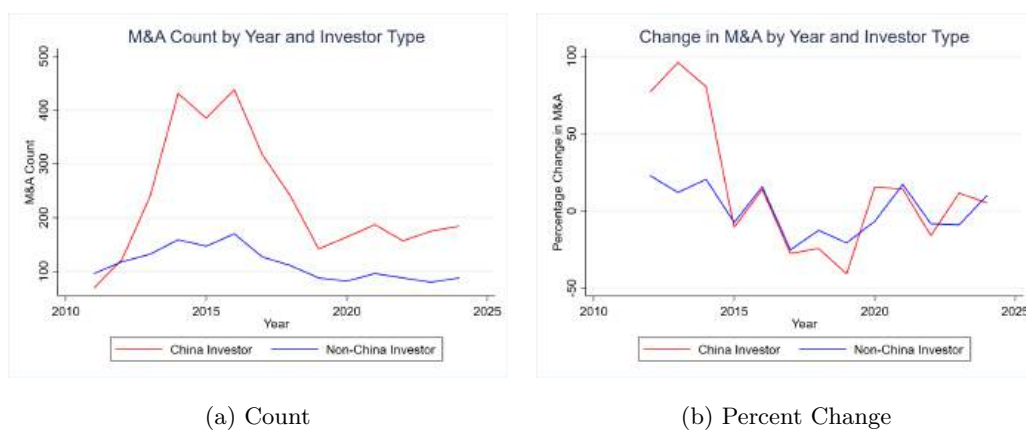 M&A Count by Year and Investor Type
500
400
300
200
100
M&A Count
2010
2015
2020
2025
Year
China Investor
Non-China Investor
(a) Count
Change in M&A by Year and Investor Type
100
50
0
-50
Percentage Change in M&A
2010
2015
2020
2025
Year
China Investor
Non-China Investor
(b) Percent Change